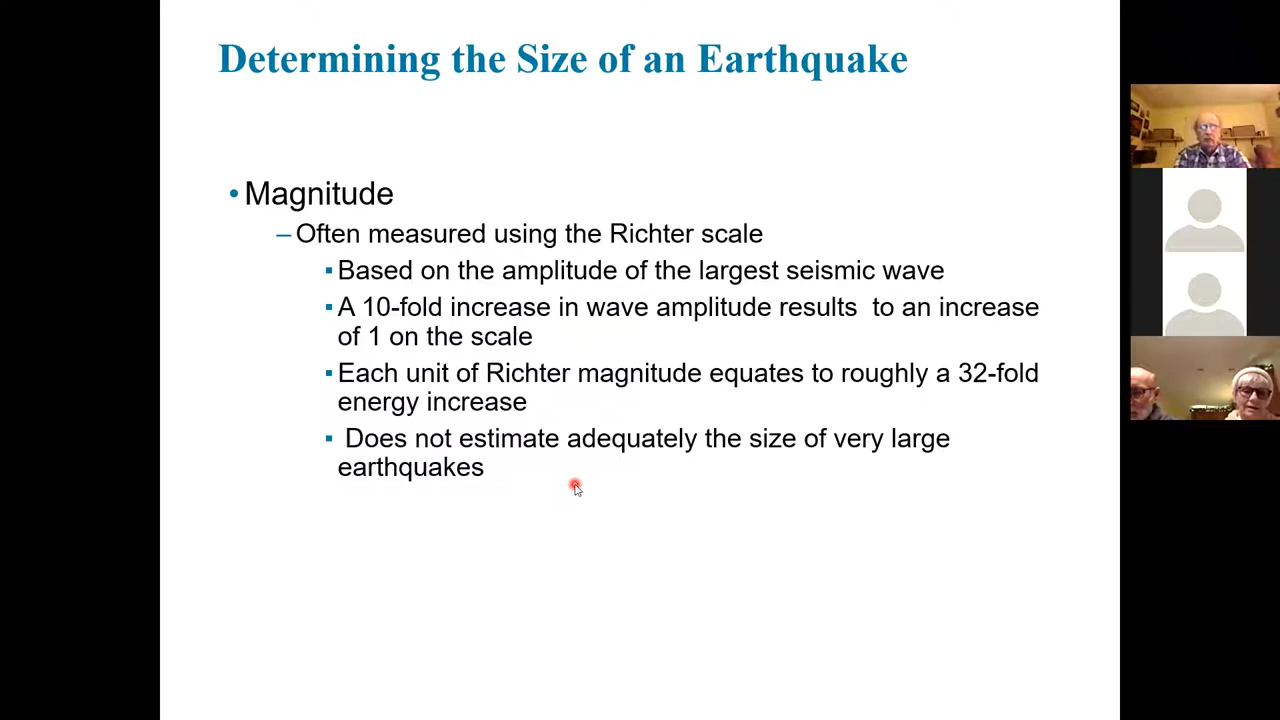 Determining the Size of an Earthquake
• Magnitude
– Often measured using the Richter scale
▪ Based on the amplitude of the largest seismic wave
▪ A 10-fold increase in wave amplitude results  to an increase
of 1 on the scale
▪ Each unit of Richter magnitude equates to roughly a 32-fold
energy increase
▪ Does not estimate adequately the size of very large
earthquakes